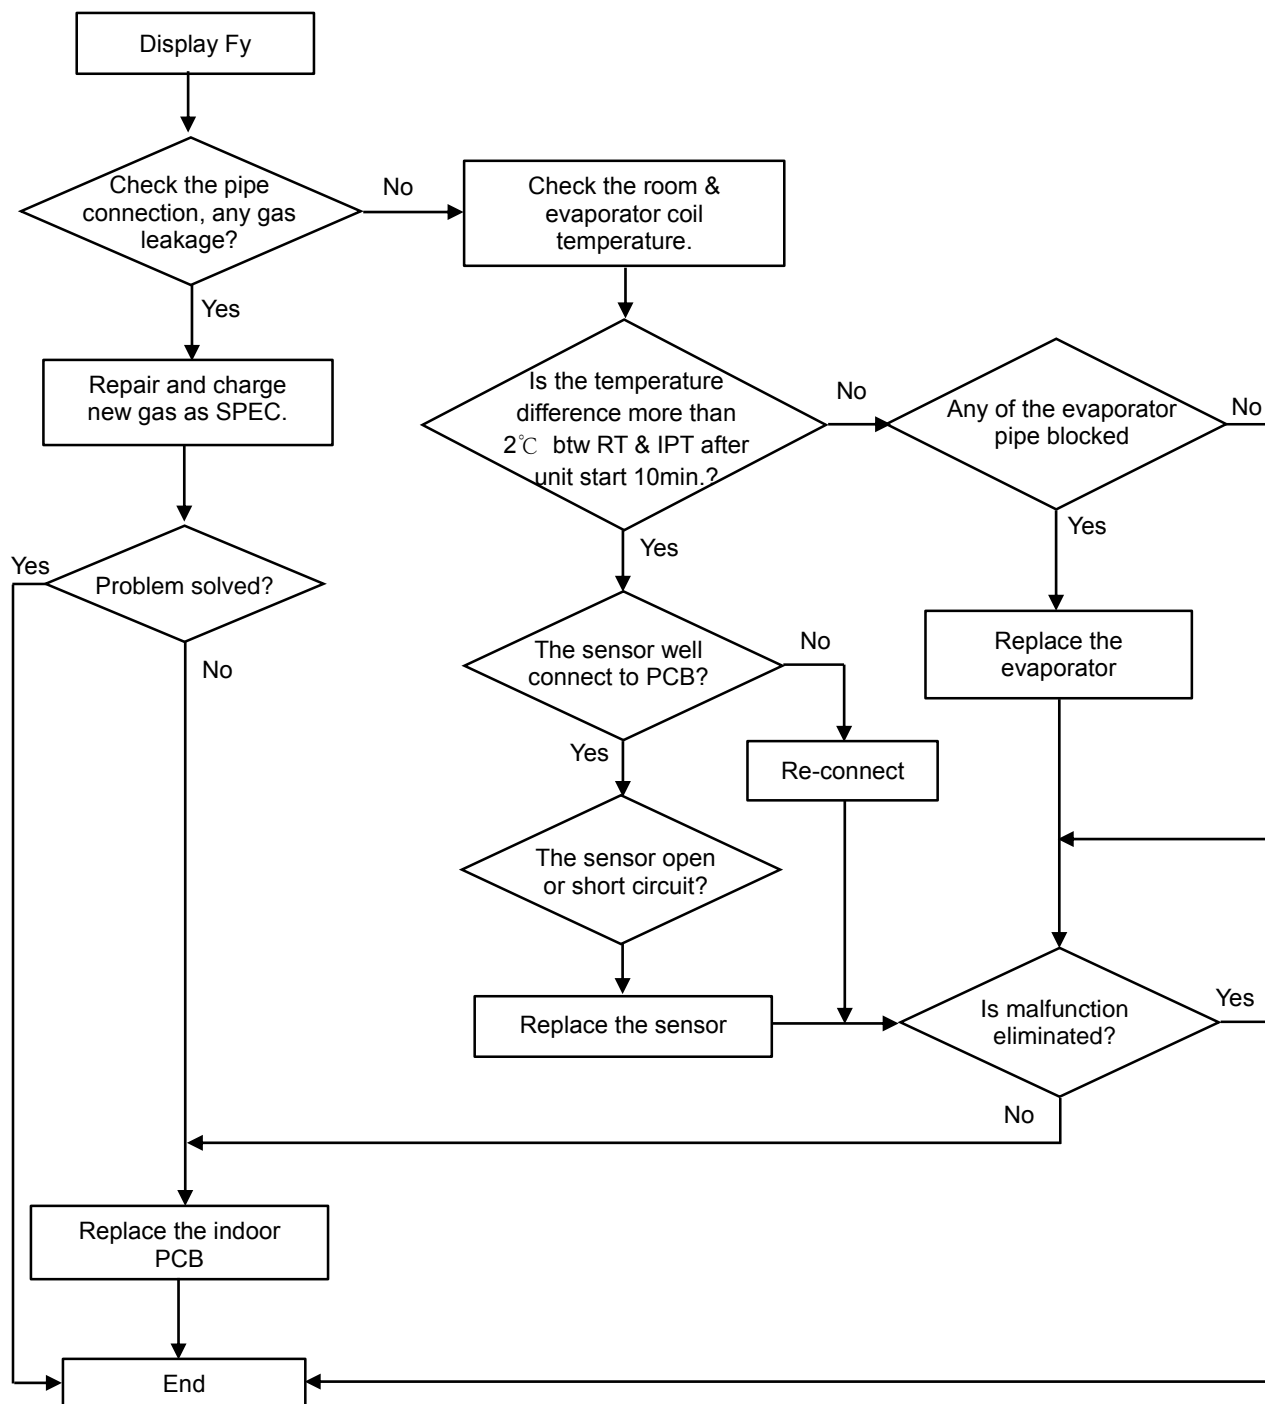 Display Fy
Check the pipe
connection, any gas
leakage?
No
Check the room &
evaporator coil
temperature.
Yes
Repair and charge
new gas as SPEC.
Is the temperature
difference more than
2℃ btw RT & IPT after
unit start 10min.?
No
Any of the evaporator
pipe blocked
No
Yes
Yes
Yes
Problem solved?
No
The sensor well
connect to PCB?
No
Replace the
evaporator
Yes
Re-connect
The sensor open
or short circuit?
Replace the sensor
Is malfunction
eliminated?
Yes
No
Replace the indoor
PCB
End